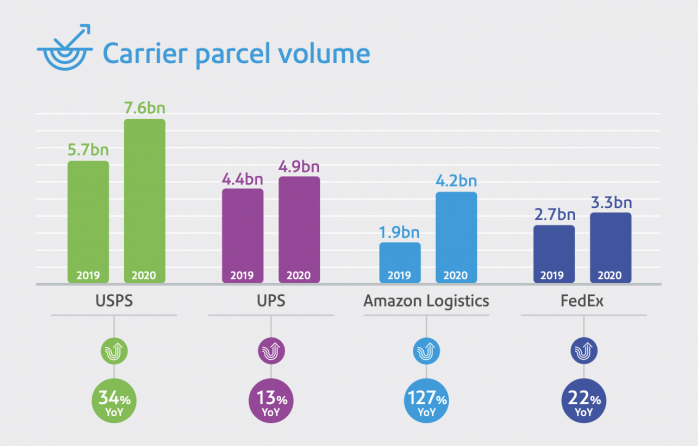 Carrier parcel volume
5.7bn
7.6bn
4.4bn
4.9bn
1.9bn
4.2bn
2.7bn
3.3bn
2019
2020
2019
2020
2019
2020
2019
2020
USPS
UPS
Amazon Logistics
FedEx
34%
YoY
13%
YoY
127%
YoY
22%
YoY